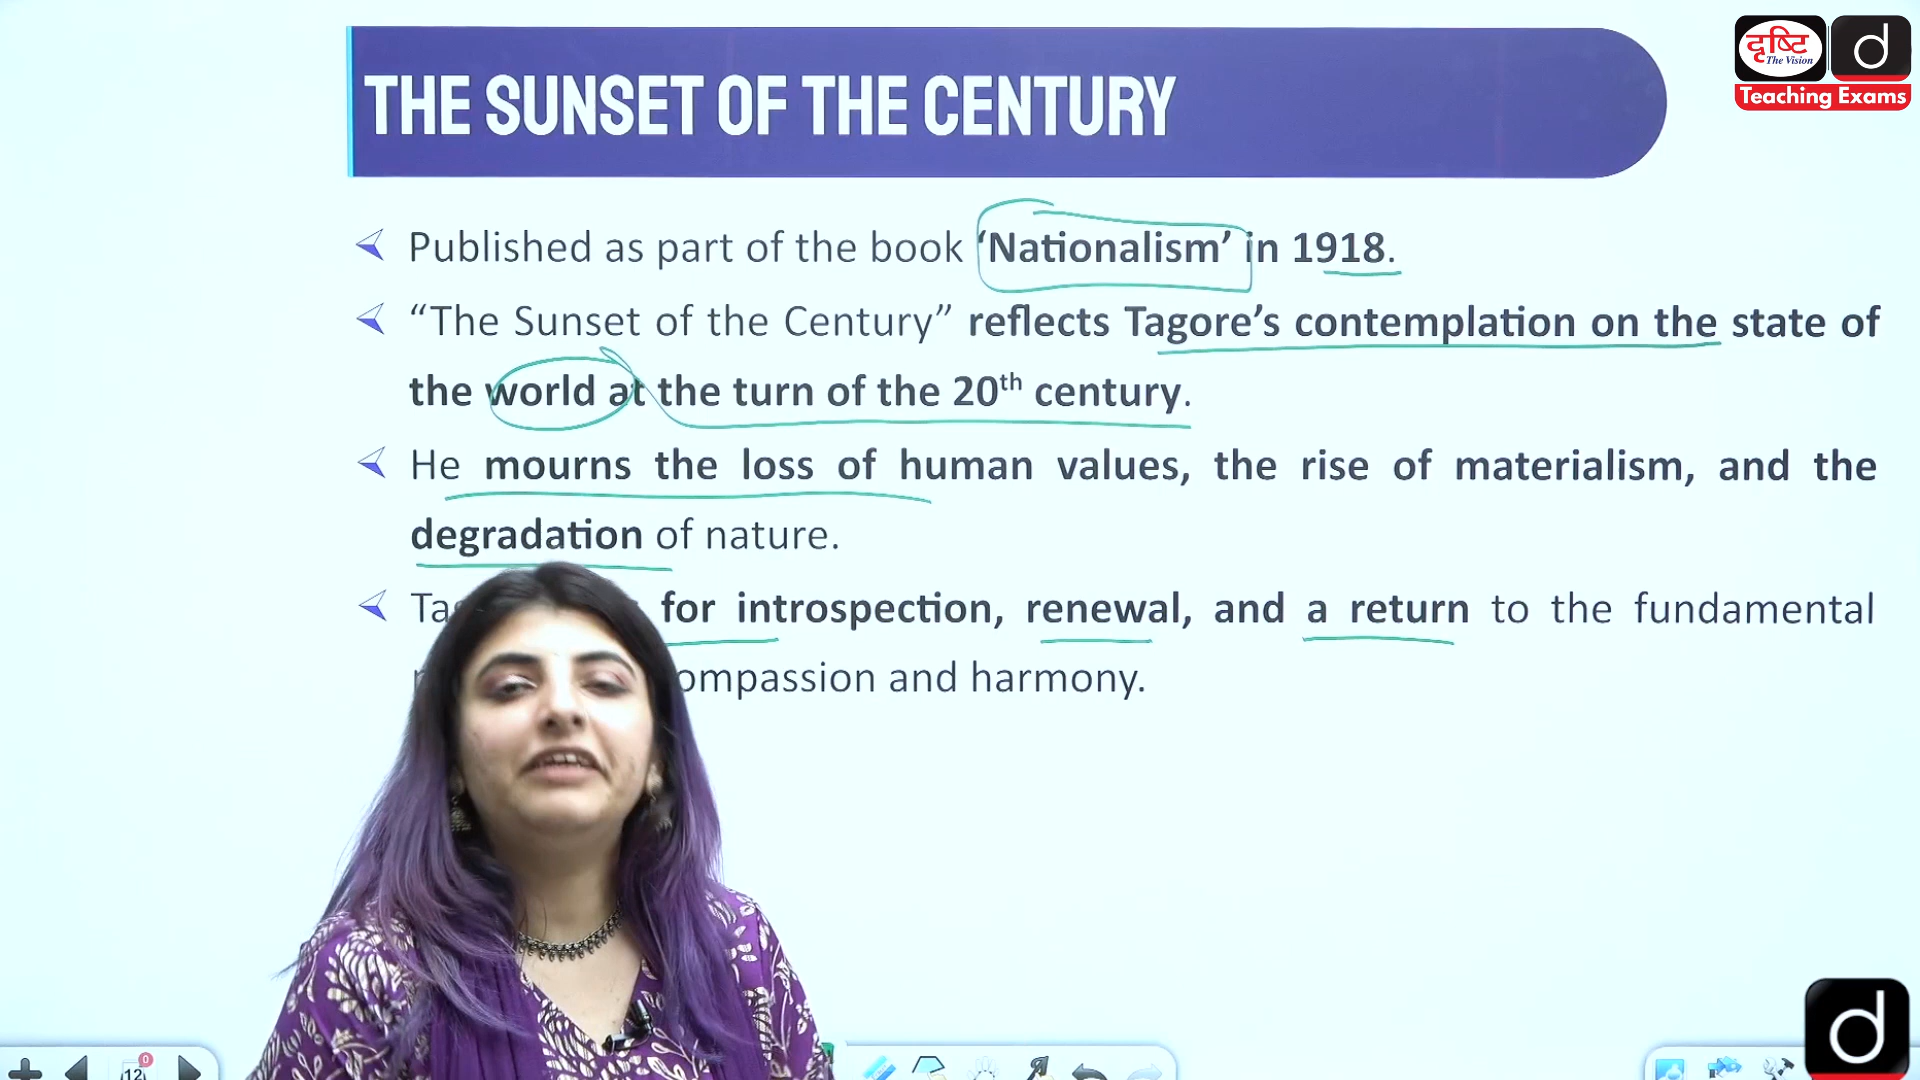 THE SUNSET OF THE CENTURY
दृष्टि
The Vision
d
Teaching Exams
Published as part of the book ‘Nationalism’ in 1918.
“The Sunset of the Century” reflects Tagore’s contemplation on the state of
the world at the turn of the 20th century.
He mourns the loss of human values, the rise of materialism, and the
degradation of nature.
for introspection, renewal, and a return to the fundamental
and harmony.
12
0
d